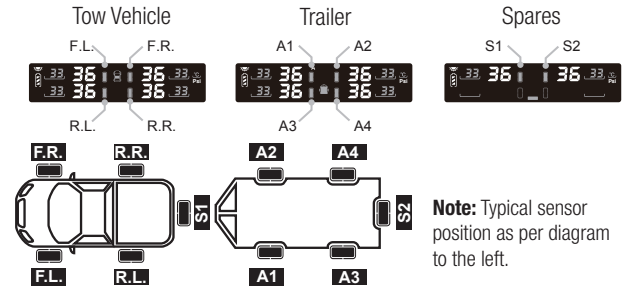 Tow Vehicle Trailer Spares
F.L. F.R. A1 A2 S1 S2
33 36 36 33 °C Psi 33 36 36 33 °C Psi 33 36 36 33 °C Psi
33 36 36 33 33 36 36 33
R.L. R.R. A3 A4
F.R. R.R. A2 A4
S1 S2
Note: Typical sensor
position as per diagram
to the left.
F.L. R.L. A1 A3